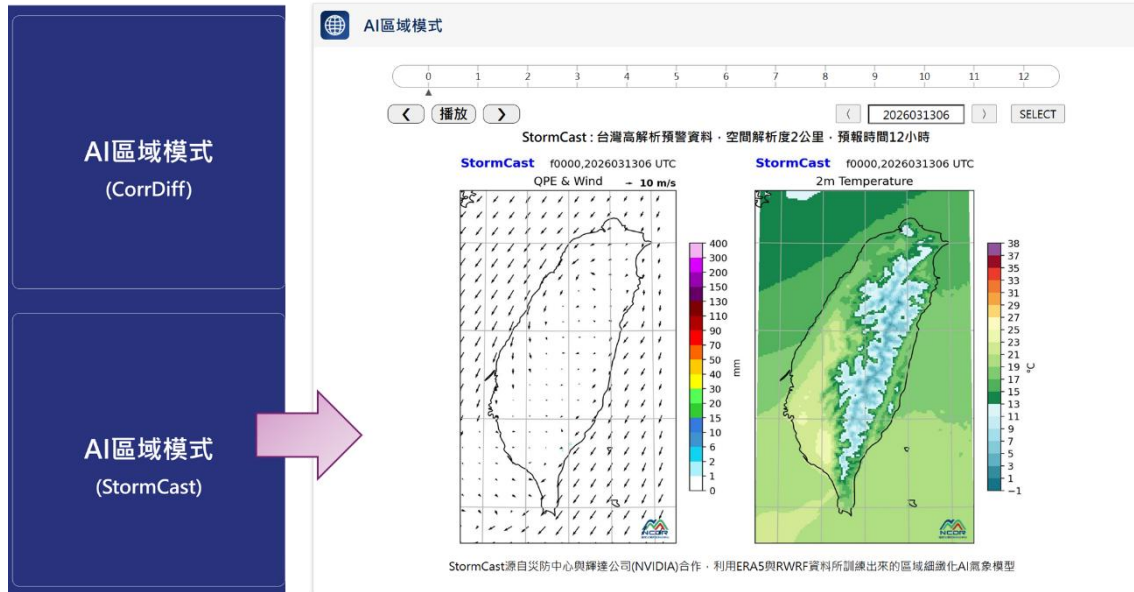 AI區域模式
(CorrDiff)
AI區域模式
(StormCast)
AI區域模式
0 1 2 3 4 5 6 7 8 9 10 11 12
播放
2026031306
SELECT
StormCast : 台灣高解析預警資料，空間解析度2公里，預報時間12小時
StormCast f0000,2026031306 UTC
QPE & Wind → 10 m/s
400
300
200
150
130
110
90
70
50
40
30
20
15
10
6
2
1
0
mm
NCDR
StormCast f0000,2026031306 UTC
2m Temperature
38
37
35
33
31
29
27
25
23
21
19
17
15
13
11
9
7
5
3
1
−1
°C
NCDR
StormCast源自災防中心與輝達公司(NVIDIA)合作，利用ERA5與RWRF資料所訓練出來的區域細緻化AI氣象模型